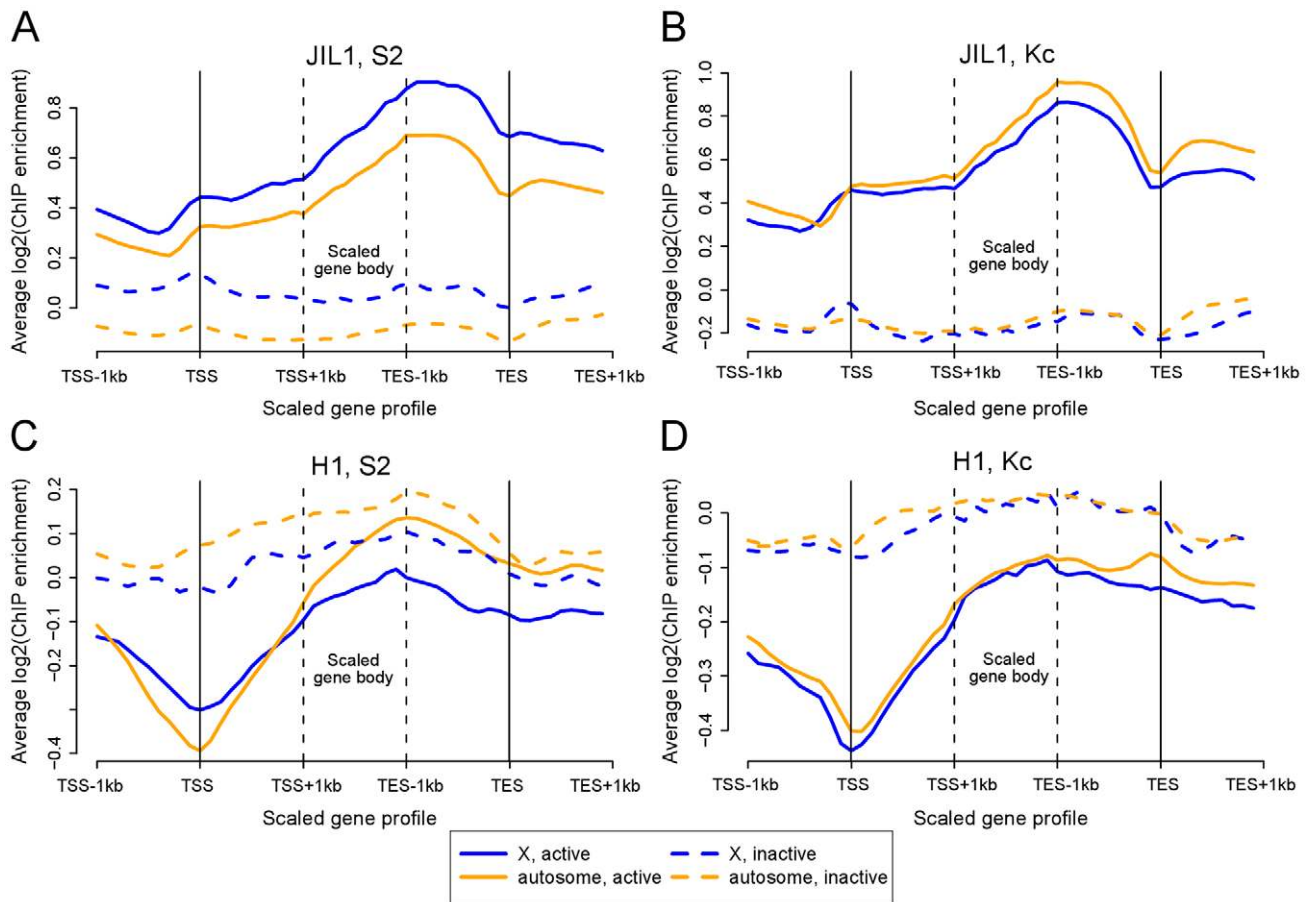 A
JIL1, S2
Average log2(ChIP enrichment)
0.8
0.6
0.4
0.2
0.0
Scaled
gene body
TSS-1kb TSS TSS+1kb TES-1kb TES TES+1kb
Scaled gene profile
B
JIL1, Kc
Average log2(ChIP enrichment)
1.0
0.8
0.6
0.4
0.2
0.0
−0.2
Scaled
gene body
TSS-1kb TSS TSS+1kb TES-1kb TES TES+1kb
Scaled gene profile
C
H1, S2
Average log2(ChIP enrichment)
0.2
0.1
0.0
−0.1
−0.2
−0.4
Scaled
gene body
TSS-1kb TSS TSS+1kb TES-1kb TES TES+1kb
Scaled gene profile
D
H1, Kc
Average log2(ChIP enrichment)
0.0
−0.1
−0.2
−0.3
−0.4
Scaled
gene body
TSS-1kb TSS TSS+1kb TES-1kb TES TES+1kb
Scaled gene profile
X, active X, inactive
autosome, active autosome, inactive